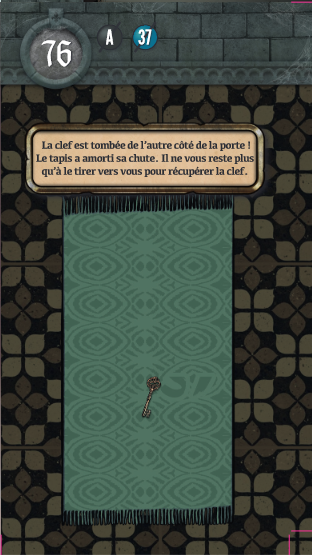 76 A 37
La clef est tombée de l'autre côté de la porte !
Le tapis a amorti sa chute. Il ne vous reste plus
qu'à le tirer vers vous pour récupérer la clef.
37